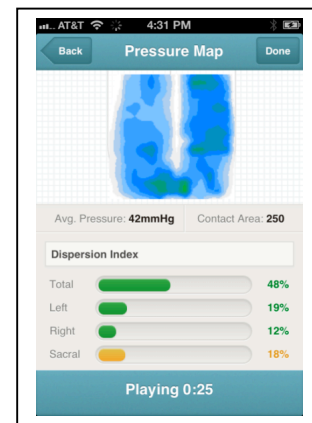 AT&T 4:31 PM
Back Pressure Map Done
Avg. Pressure: 42mmHg Contact Area: 250
Dispersion Index
Total 48%
Left 19%
Right 12%
Sacral 18%
Playing 0:25